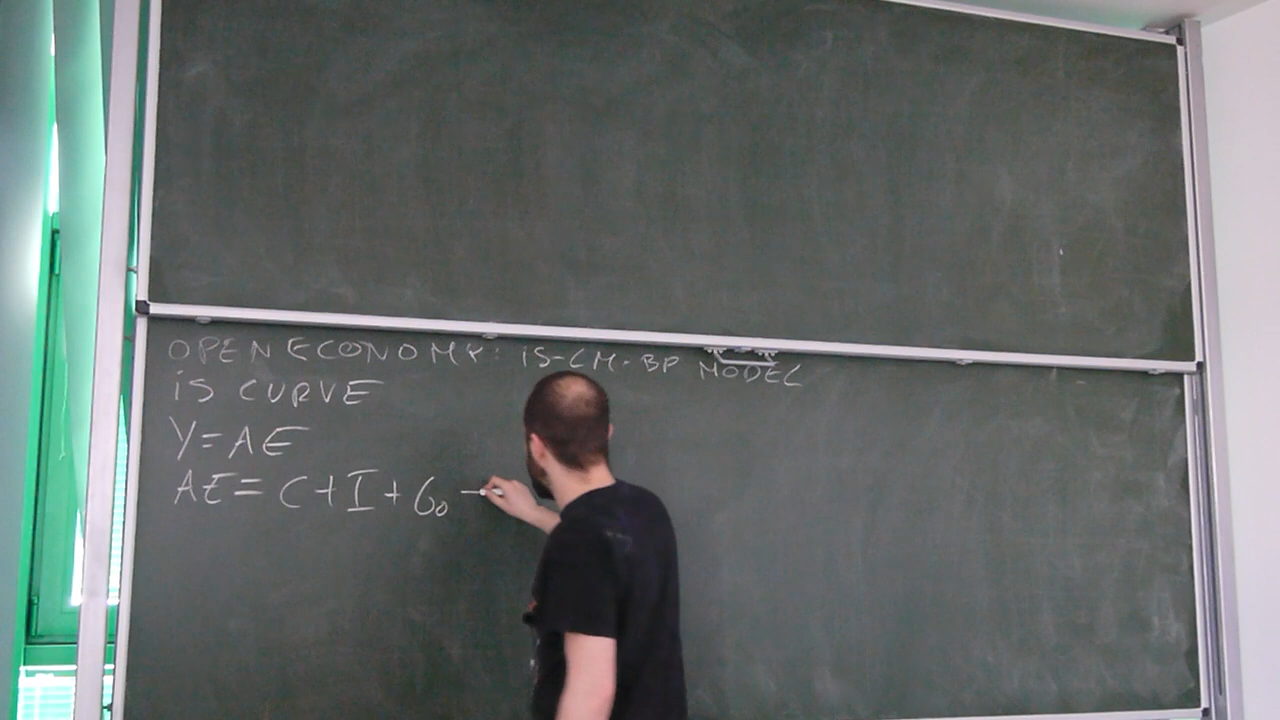 OPEN ECONOMY: IS-LM-BP MODEL
IS CURVE
Y=AE
AE= C+I+G₀ -